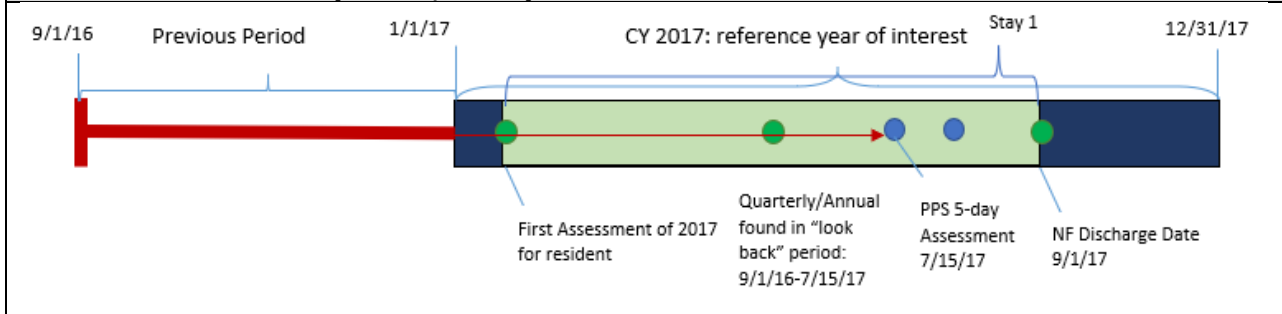 9/1/16
Previous Period
1/1/17
CY 2017: reference year of interest
Stay 1
12/31/17
First Assessment of 2017
for resident
Quarterly/Annual
found in “look
back” period:
9/1/16-7/15/17
PPS 5-day
Assessment
7/15/17
NF Discharge Date
9/1/17